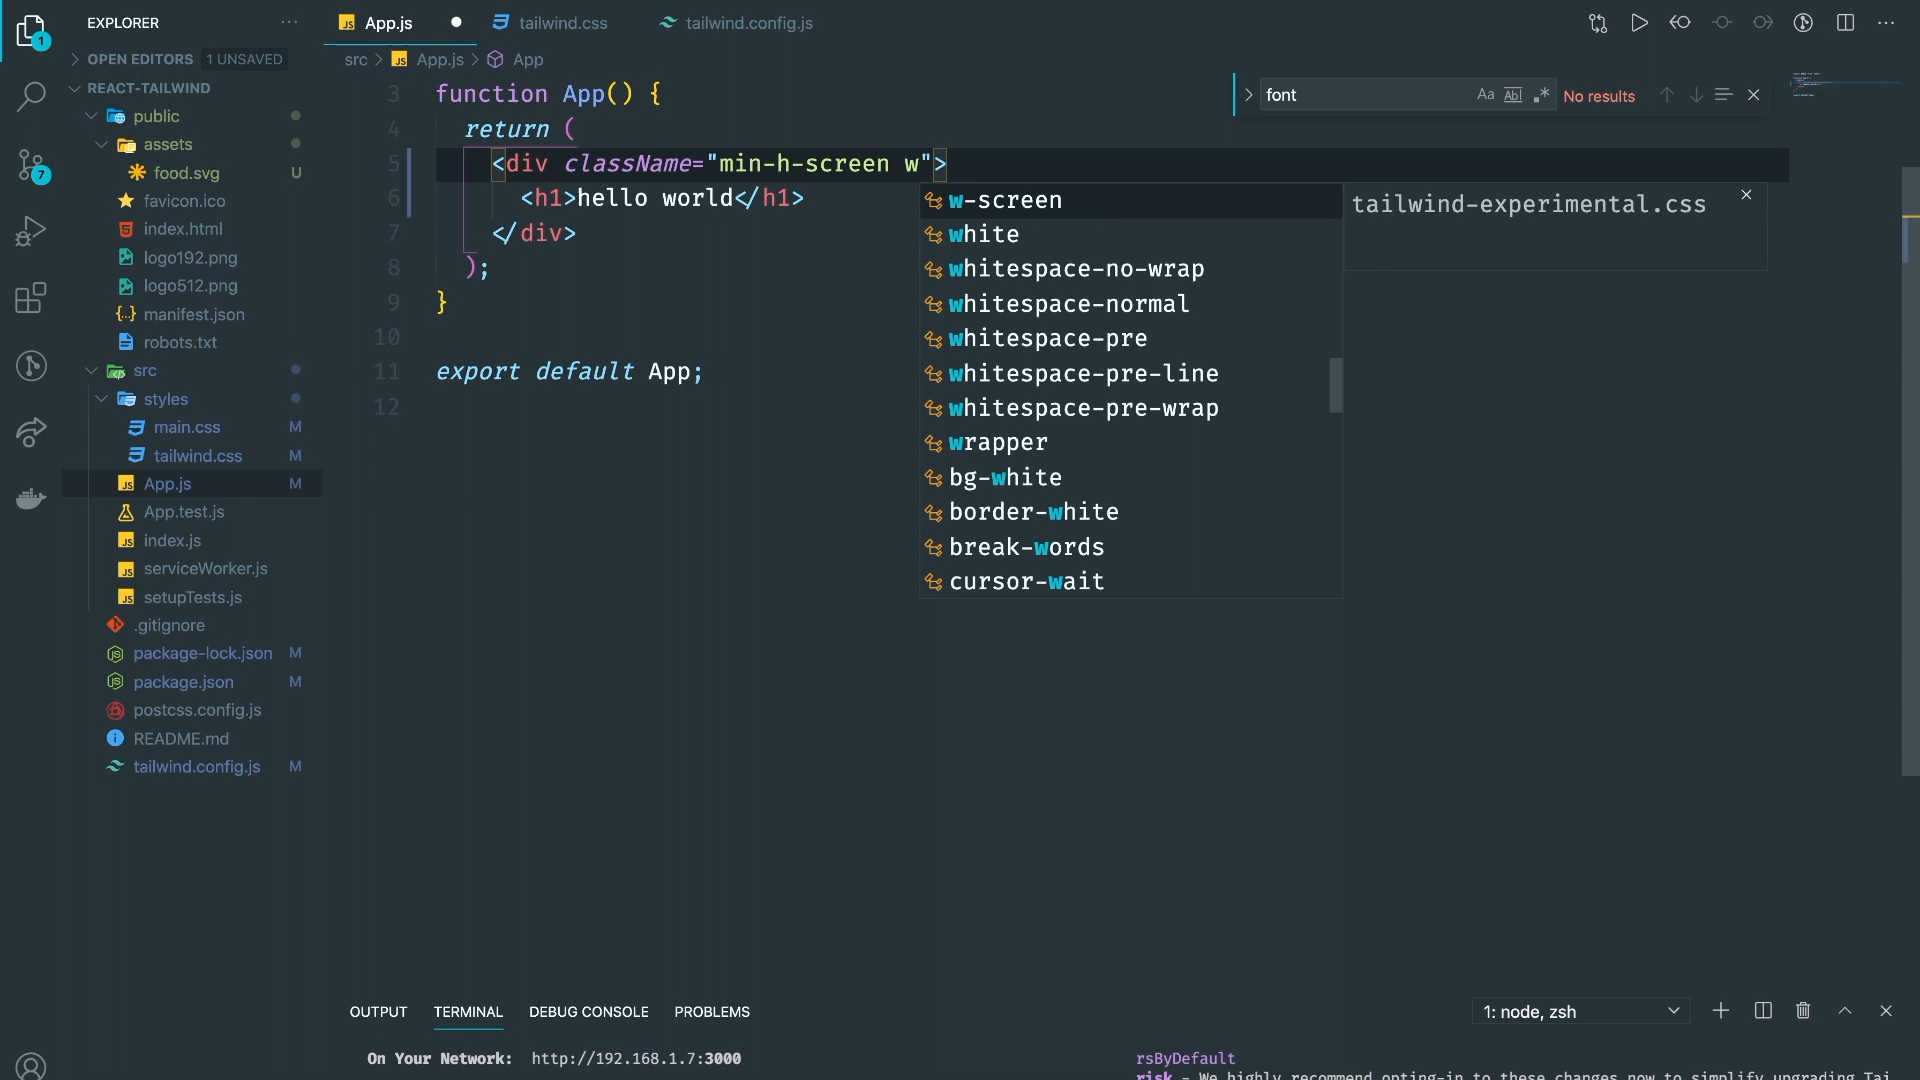 EXPLORER
App.js
tailwind.css
tailwind.config.js
1
OPEN EDITORS 1 UNSAVED
src App.js App
REACT-TAILWIND
public
assets
food.svg U
favicon.ico
index.html
logo192.png
logo512.png
manifest.json
robots.txt
src
styles
main.css M
tailwind.css M
App.js M
App.test.js
index.js
serviceWorker.js
setupTests.js
.gitignore
package-lock.json M
package.json M
postcss.config.js
README.md
tailwind.config.js M
7
3 function App() {
4 return (
5 <div className="min-h-screen w">
6 <h1>hello world</h1>
7 </div>
8 );
9 }
10
11 export default App;
12
font Aa Abl .* No results
w-screen
white
whitespace-no-wrap
whitespace-normal
whitespace-pre
whitespace-pre-line
whitespace-pre-wrap
wrapper
bg-white
border-white
break-words
cursor-wait
tailwind-experimental.css
OUTPUT TERMINAL DEBUG CONSOLE PROBLEMS
1: node, zsh
On Your Network: http://192.168.1.7:3000
rsByDefault
risk - We highly recommend opting-in to these changes now to simplify upgrading Tai